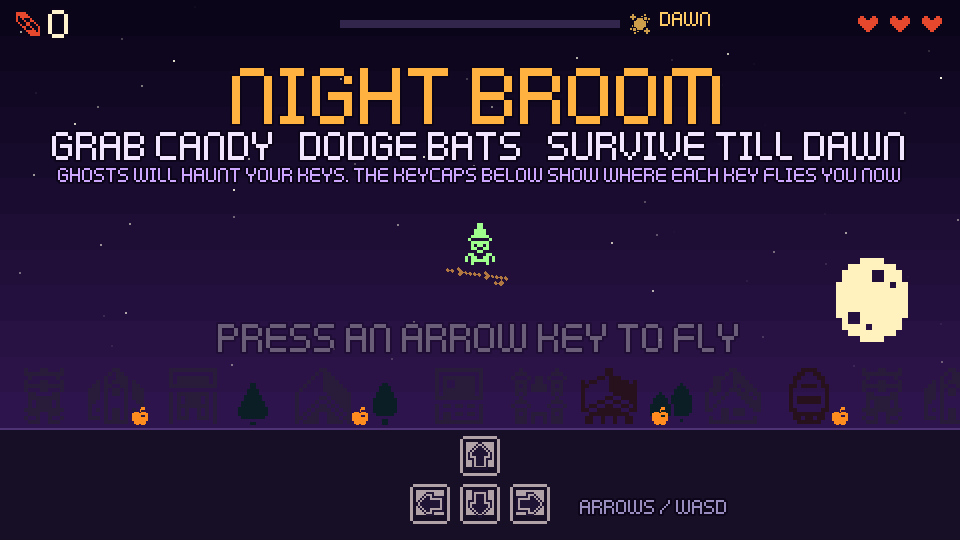 0
DAWN
NIGHT BROOM
GRAB CANDY DODGE BATS SURVIVE TILL DAWN
GHOSTS WILL HAUNT YOUR KEYS. THE KEYCAPS BELOW SHOW WHERE EACH KEY FLIES YOU NOW
PRESS AN ARROW KEY TO FLY
ARROWS / WASD